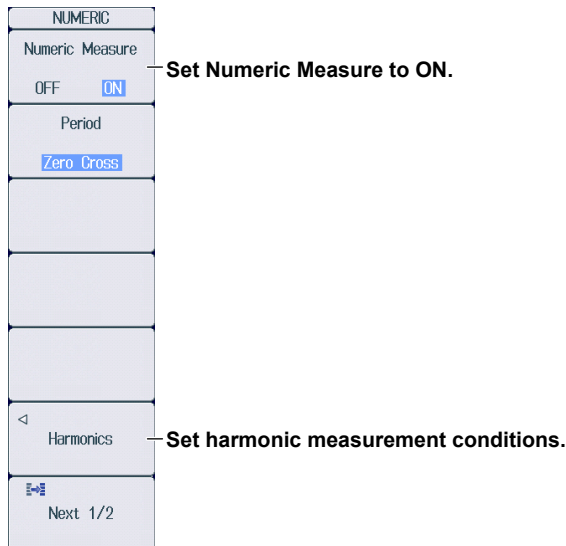 NUMERIC
Numeric Measure
OFF ON
Set Numeric Measure to ON.
Period
Zero Cross
Harmonics
Set harmonic measurement conditions.
Next 1/2